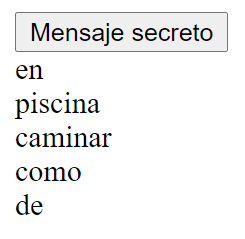 Mensaje secreto
en
piscina
caminar
como
de